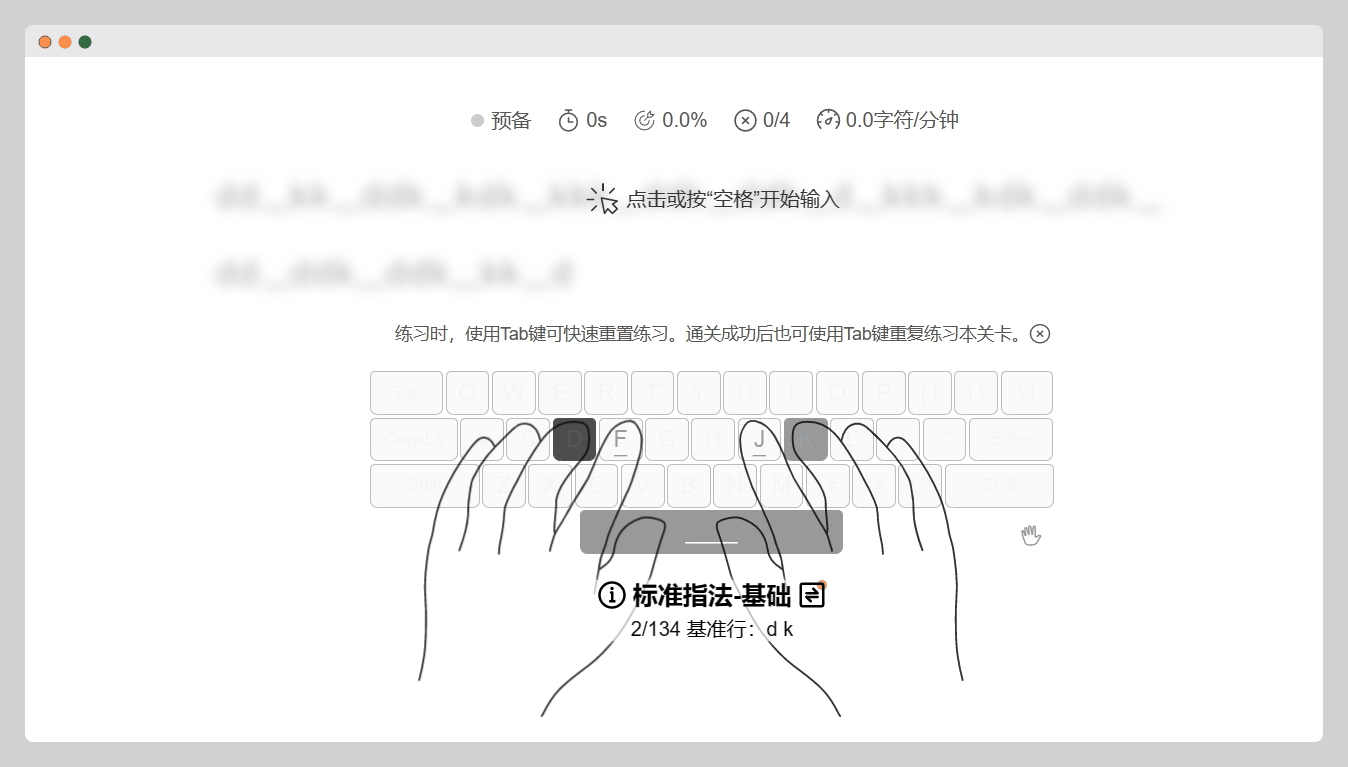 预备 0s 0.0% 0/4 0.0字符/分钟
点击或按“空格”开始输入
dd_ddk_ddk_kk_d
练习时，使用Tab键可快速重置练习。通关成功后也可使用Tab键重复练习本关卡。
Tab Q W E R T Y U I O P [ { ] } \ |
CapsLk S D F G H J K " Enter
Shift Z X C V B N M < > Shift
标准指法-基础
2/134 基准行：d k